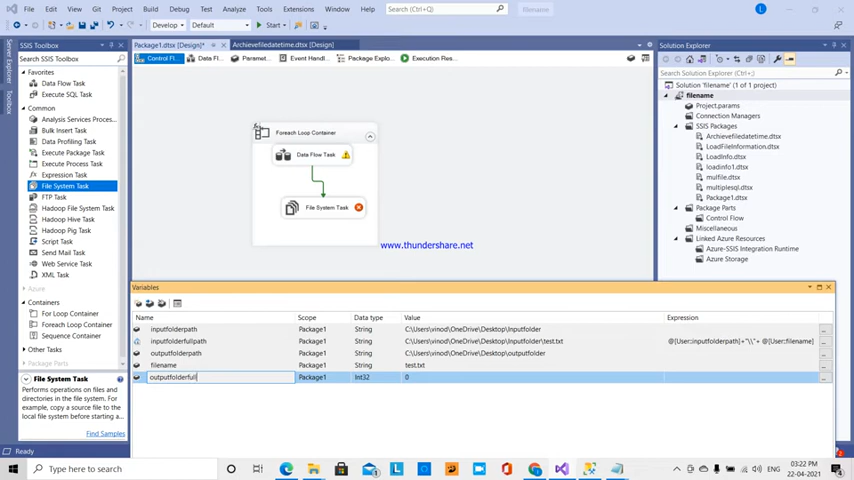 File Edit View Git Project Build Debug Test Analyze Tools Extensions Window Help Search (Ctrl+Q) filename L
Develop Default Start
SSIS Toolbox
Package1.dtsx [Design]* Archievefiledatetime.dtsx [Design]
Solution Explorer
Server Explorer
Toolbox
Search SSIS Toolbox
Control Fl... Data Fl... Paramet... Event Handl... Package Explo... Execution Res...
Search Solution Explorer (Ctrl+;)
Favorites
Data Flow Task
Execute SQL Task
Common
Analysis Services Proces...
Bulk Insert Task
Data Profiling Task
Execute Package Task
Execute Process Task
Expression Task
File System Task
FTP Task
Hadoop File System Task
Hadoop Hive Task
Hadoop Pig Task
Script Task
Send Mail Task
Web Service Task
XML Task
Azure
Containers
For Loop Container
Foreach Loop Container
Sequence Container
Other Tasks
Package Parts
File System Task
Performs operations on files and
directories in the file system. For
example, copy a source file to the
local file system before starting a...
Find Samples
Foreach Loop Container
Data Flow Task
File System Task
www.thundershare.net
Solution 'filename' (1 of 1 project)
filename
Project.params
Connection Managers
SSIS Packages
Archievefiledatetime.dtsx
LoadFileInformation.dtsx
LoadInfo.dtsx
loadinfo1.dtsx
mulfile.dtsx
multiplesql.dtsx
Package1.dtsx
Package Parts
Control Flow
Miscellaneous
Linked Azure Resources
Azure-SSIS Integration Runtime
Azure Storage
Variables
Name Scope Data type Value Expression
inputfolderpath Package1 String C:\Users\vinod\OneDrive\Desktop\Inputfolder
inputfolderfullpath Package1 String C:\Users\vinod\OneDrive\Desktop\Inputfolder\test.txt @[User:inputfolderpath]+"\\"+ @[User:filename]
outputfolderpath Package1 String C:\Users\vinod\OneDrive\Desktop\outputfolder
filename Package1 String test.txt
outputfolderfull Package1 Int32 0
Ready
Type here to search
ENG
03:22 PM
22-04-2021